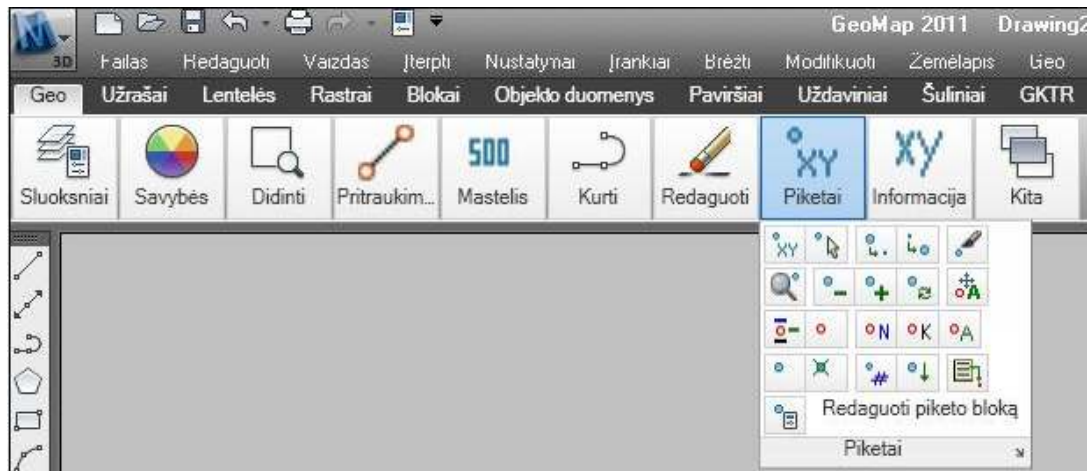 GeoMap 2011 Drawing2
3D Failas Redaguoti Vaizdas Įterpti Nustatymai Įrankiai Brėžti Modifikuoti Žemėlapis Geo
Geo Užrašai Lentelės Rastrai Blokai Objekto duomenys Paviršiai Uždaviniai Šuliniai GKTR
500 XY XY
Sluoksniai Savybės Didinti Pritraukim... Mastelis Kurti Redaguoti Piketai Informacija Kita
XY
A
N K A
#
Redaguoti piketo bloką
Piketai